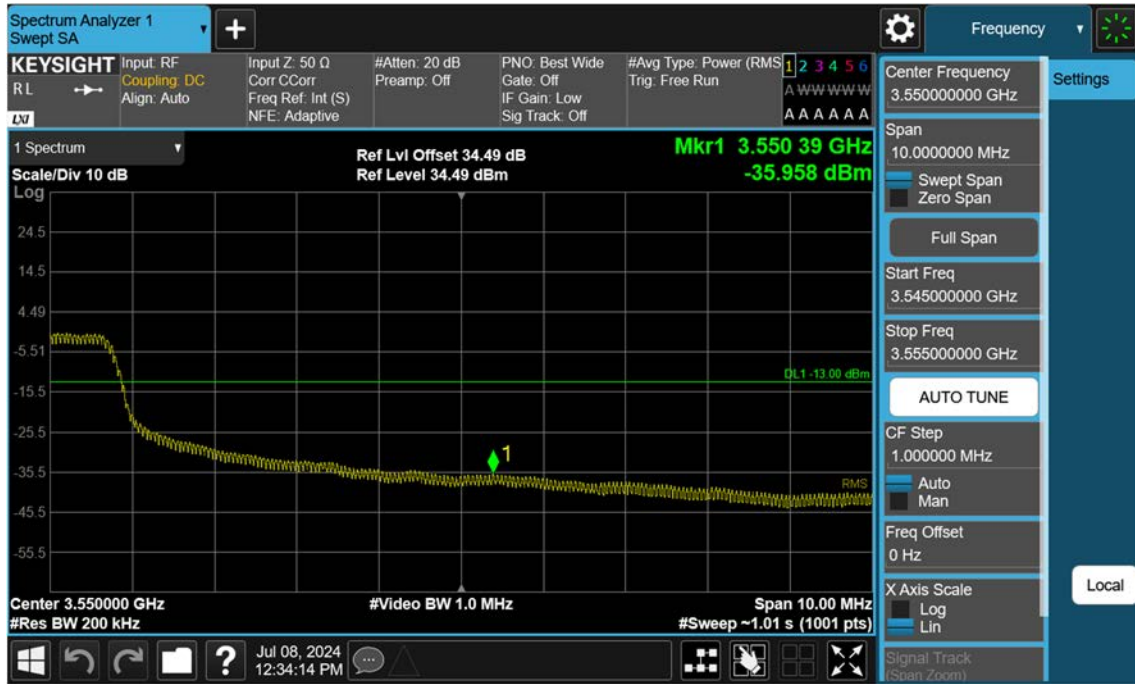 Spectrum Analyzer 1
Swept SA
+
Frequency
KEYSIGHT
RL
LXI
Input: RF
Coupling: DC
Align: Auto
Input Z: 50 Ω
Corr CCorr
Freq Ref: Int (S)
NFE: Adaptive
#Atten: 20 dB
Preamp: Off
PNO: Best Wide
Gate: Off
IF Gain: Low
Sig Track: Off
#Avg Type: Power (RMS
Trig: Free Run
1 2 3 4 5 6
A W W W W W
A A A A A A
1 Spectrum
Scale/Div 10 dB
Ref Lvl Offset 34.49 dB
Ref Level 34.49 dBm
Mkr1 3.550 39 GHz
-35.958 dBm
Log
24.5
14.5
4.49
-5.51
-15.5
-25.5
-35.5
-45.5
-55.5
DL1 -13.00 dBm
1
RMS
Center 3.550000 GHz
#Res BW 200 kHz
#Video BW 1.0 MHz
Span 10.00 MHz
#Sweep ~1.01 s (1001 pts)
Center Frequency
3.550000000 GHz
Span
10.0000000 MHz
Swept Span
Zero Span
Full Span
Start Freq
3.545000000 GHz
Stop Freq
3.555000000 GHz
AUTO TUNE
CF Step
1.000000 MHz
Auto
Man
Freq Offset
0 Hz
X Axis Scale
Log
Lin
Signal Track
(Span Zoom)
Settings
Local
?
Jul 08, 2024
12:34:14 PM